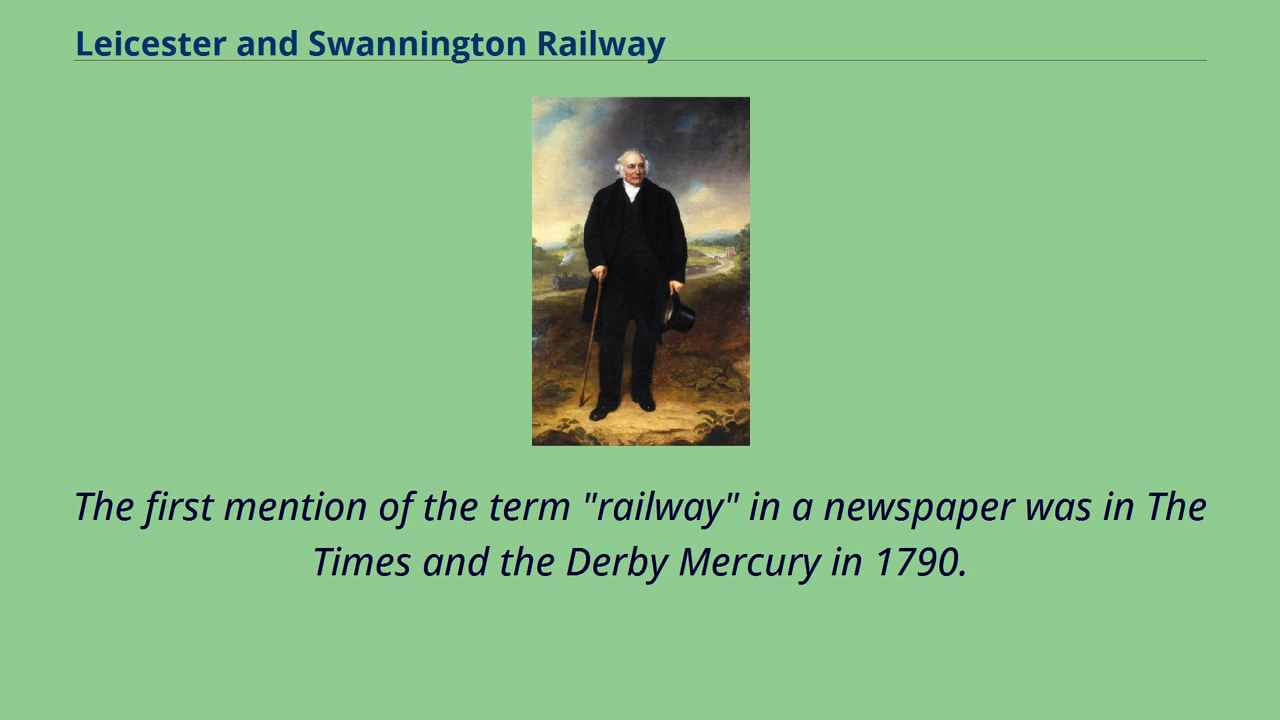 Leicester and Swannington Railway
The first mention of the term "railway" in a newspaper was in The
Times and the Derby Mercury in 1790.